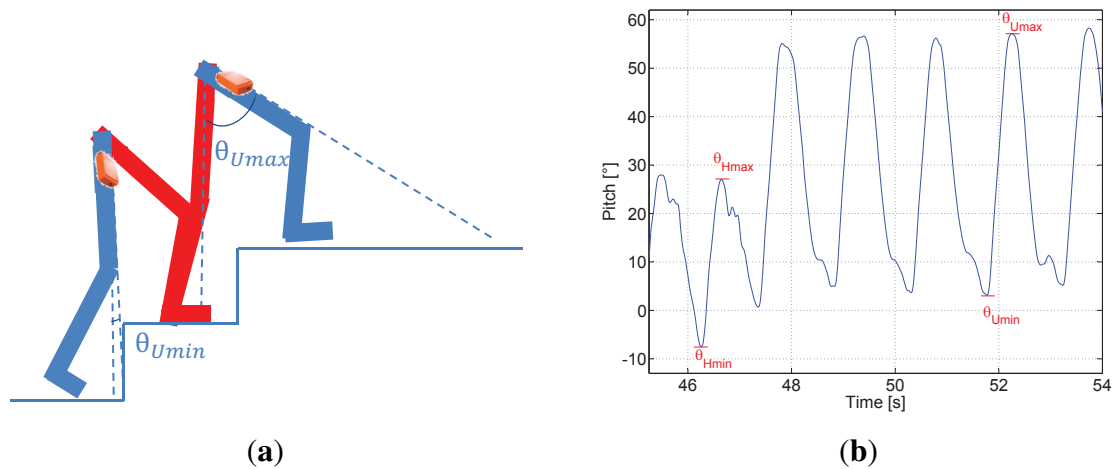 θUmax
θUmin
(a)
60
50
40
30
20
10
0
-10
Pitch [°]
θHmax
θHmin
θUmax
θUmin
46
48
50
52
54
Time [s]
(b)